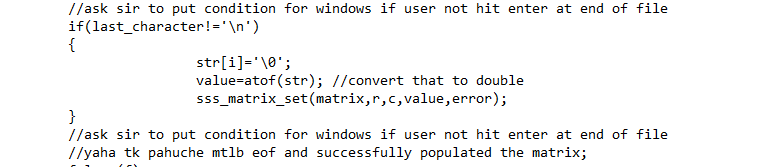 //ask sir to put condition for windows if user not hit enter at end of file
if(last_character!='\n')
{
str[i]='\0';
value=atof(str); //convert that to double
sss_matrix_set(matrix,r,c,value,error);
}
//ask sir to put condition for windows if user not hit enter at end of file
//yaha tk pahuche mtlb eof and successfully populated the matrix;